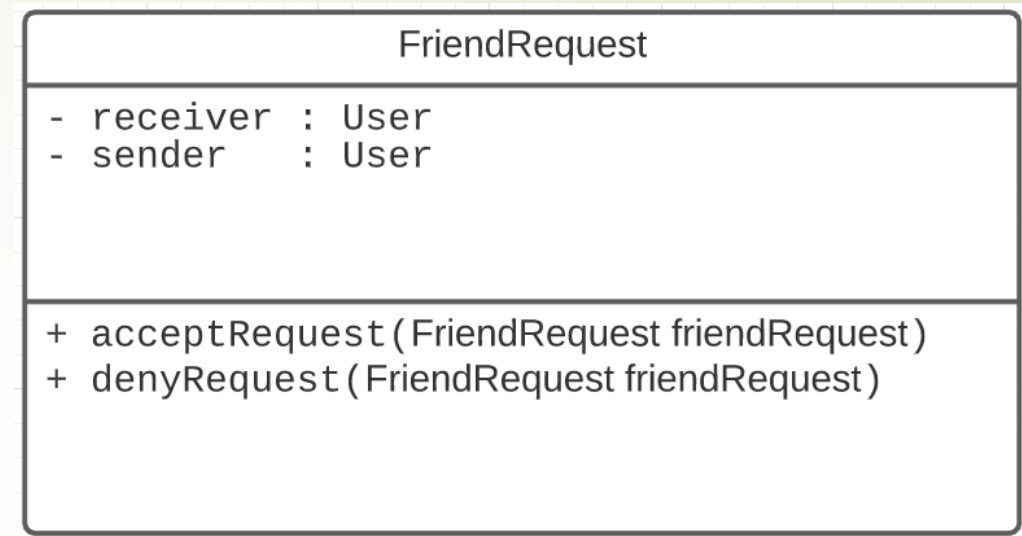 FriendRequest
- receiver : User
- sender   : User
+ acceptRequest(FriendRequest friendRequest)
+ denyRequest(FriendRequest friendRequest)